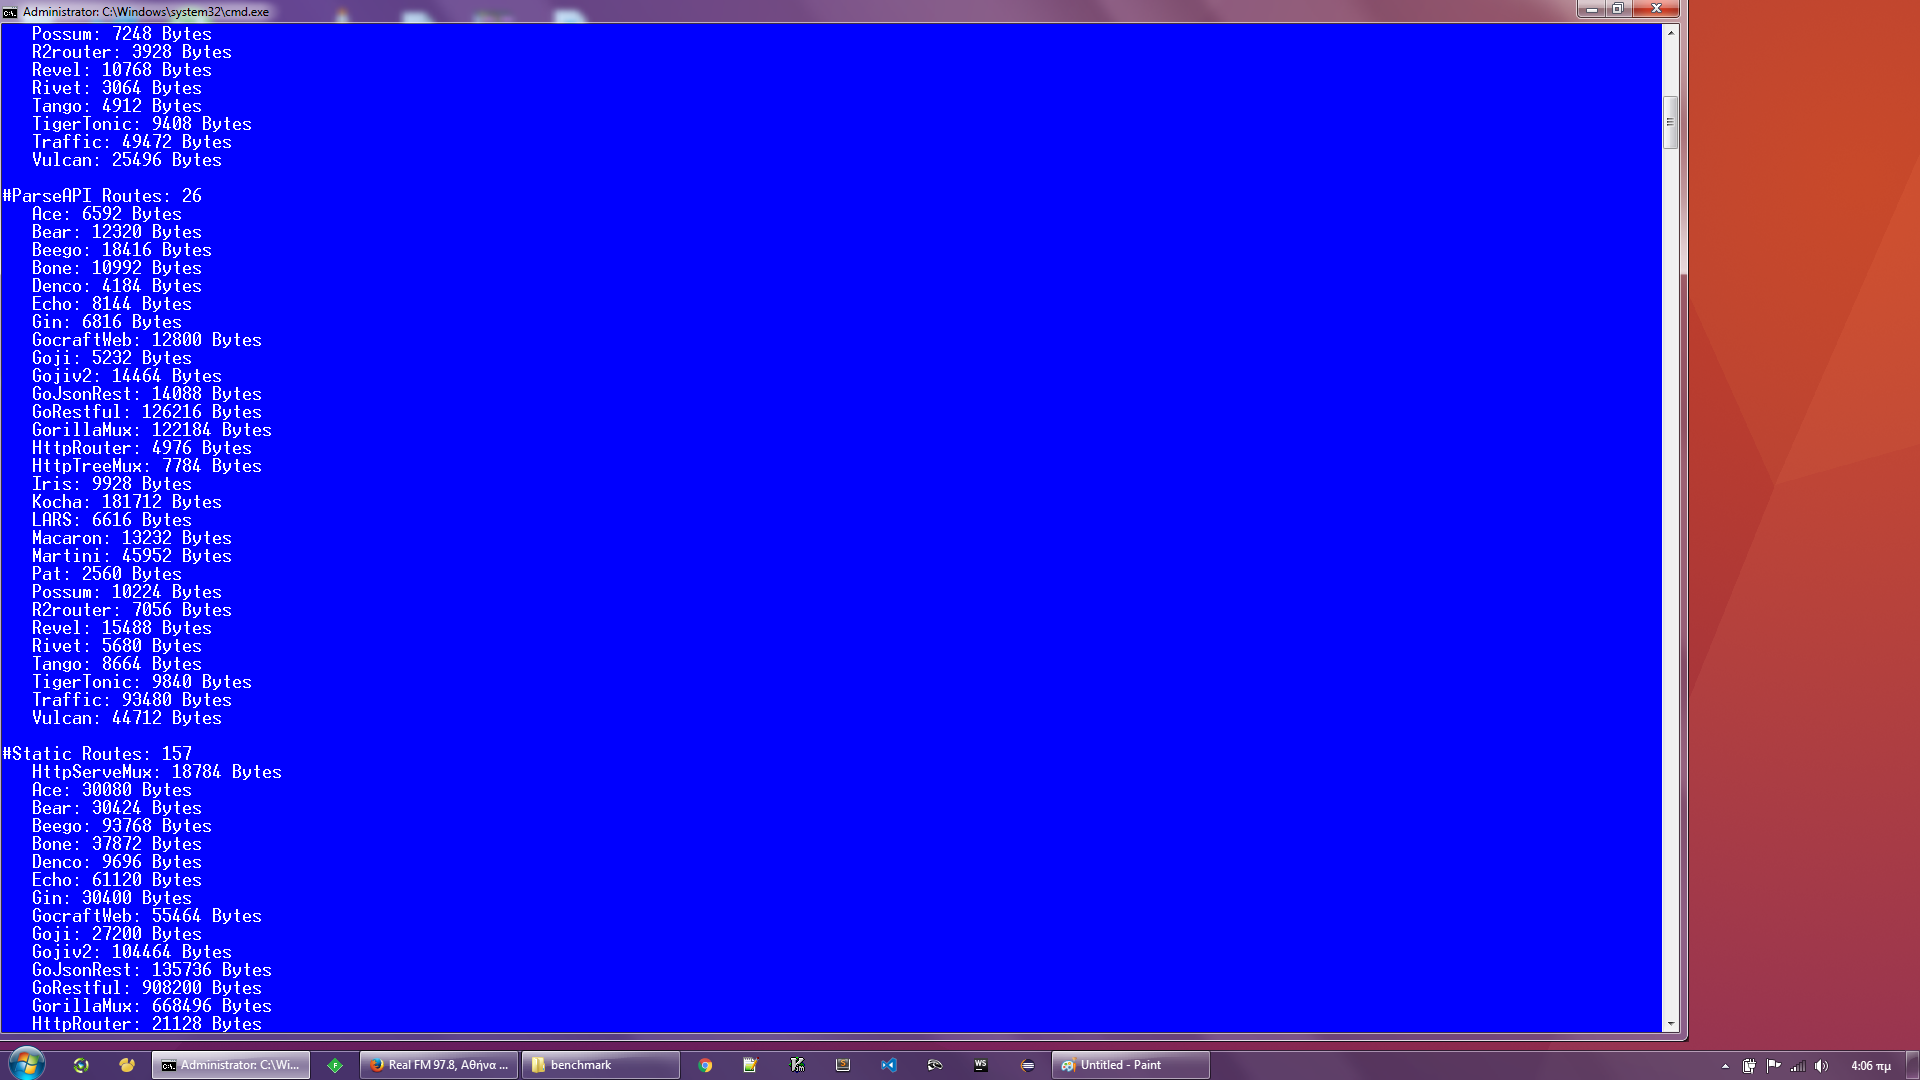 Administrator: C:\Windows\system32\cmd.exe
Possum: 7248 Bytes
R2router: 3928 Bytes
Revel: 10768 Bytes
Rivet: 3064 Bytes
Tango: 4912 Bytes
TigerTonic: 9408 Bytes
Traffic: 49472 Bytes
Vulcan: 25496 Bytes
#ParseAPI Routes: 26
Ace: 6592 Bytes
Bear: 12320 Bytes
Beego: 18416 Bytes
Bone: 10992 Bytes
Denco: 4184 Bytes
Echo: 8144 Bytes
Gin: 6816 Bytes
GocraftWeb: 12800 Bytes
Goji: 5232 Bytes
Gojiv2: 14464 Bytes
GoJsonRest: 14088 Bytes
GoRestful: 126216 Bytes
GorillaMux: 122184 Bytes
HttpRouter: 4976 Bytes
HttpTreeMux: 7784 Bytes
Iris: 9928 Bytes
Kocha: 181712 Bytes
LARS: 6616 Bytes
Macaron: 13232 Bytes
Martini: 45952 Bytes
Pat: 2560 Bytes
Possum: 10224 Bytes
R2router: 7056 Bytes
Revel: 15488 Bytes
Rivet: 5680 Bytes
Tango: 8664 Bytes
TigerTonic: 9840 Bytes
Traffic: 93480 Bytes
Vulcan: 44712 Bytes
#Static Routes: 157
HttpServeMux: 18784 Bytes
Ace: 30080 Bytes
Bear: 30424 Bytes
Beego: 93768 Bytes
Bone: 37872 Bytes
Denco: 9696 Bytes
Echo: 61120 Bytes
Gin: 30400 Bytes
GocraftWeb: 55464 Bytes
Goji: 27200 Bytes
Gojiv2: 104464 Bytes
GoJsonRest: 135736 Bytes
GoRestful: 908200 Bytes
GorillaMux: 668496 Bytes
HttpRouter: 21128 Bytes
Administrator: C:\Wi...
Real FM 97.8, Αθήνα ...
benchmark
WS
Untitled - Paint
4:06 πμ